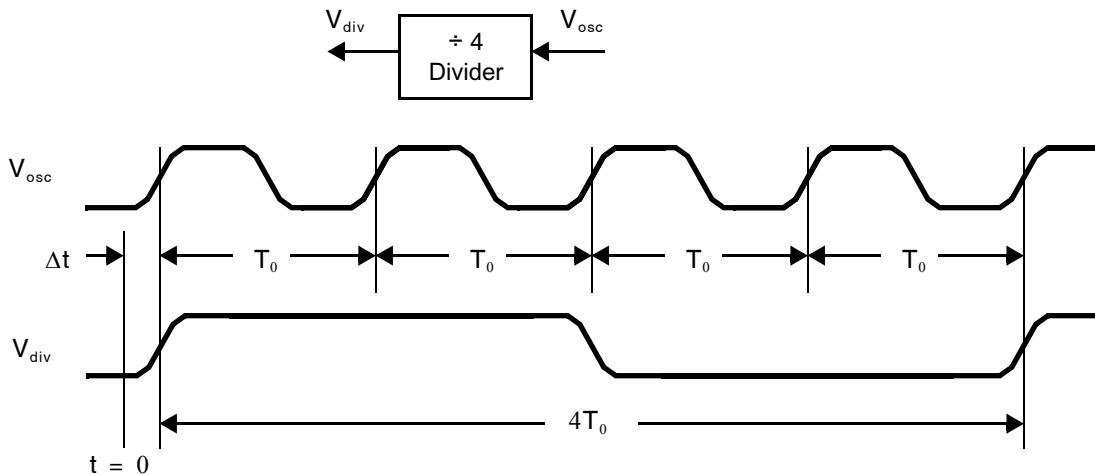 V_div ÷ 4 Divider V_osc
V_osc
Δt T_0 T_0 T_0 T_0
V_div
4T_0
t = 0